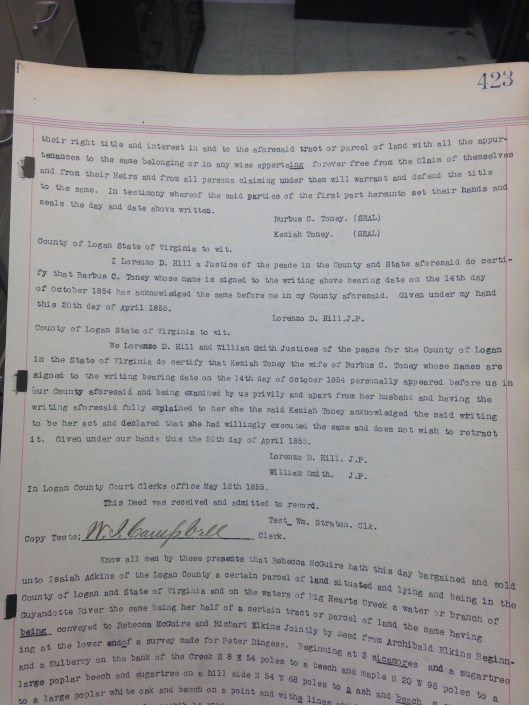 423
their right title and interest in and to the aforesaid tract or parcel of land with all the appur-
tenances to the same belonging or in any wise appertaing forever free from the Claim of themselves
and from their Heirs and from all persons claiming under them will warrant and defend the title
to the same. In testimony whereof the said parties of the first part hereunto set their hands and
seals the day and date above written.
Burbus C. Toney. (SEAL)
Keziah Toney. (SEAL)
County of Logan State of Virginia to wit.
I Lorenzo D. Hill a Justice of the peace in the County and State aforesaid do certi-
fy that Barbus C. Toney whose name is signed to the writing above bearing date on the 14th day
of October 1854 has acknowledged the same before me in my County aforesaid. Given under my hand
this 20th day of April 1855.
Lorenzo D. Hill.J.P.
County of Logan State of Virginia to wit.
We Lorenzo D. Hill and William Smith Justices of the peace for the County of Logan
in the State of Virginia do certify that Keziah Toney the wife of Burbus C. Toney whose names are
signed to the writing bearing date on the 14th day of October 1854 personally appeared before us in
our County aforesaid and being examined by us privily and apart from her husband and having the
writing aforesaid fully explained to her she the said Keziah Toney acknowledged the said writing
to be her act and declared that she had willingly executed the same and does not wish to retract
it. Given under our hands this the 20th day of April 1855.
Lorenzo D. Hill. J.P.
William Smith. J.P.
In Logan County Court Clerks office May 12th 1855.
This Deed was received and admitted to record.
Test_ Wm. Straton. Clk.
Copy Teste; W.I. Campbell Clerk.
Know all men by these presents that Rebecca McGuire hath this day bargained and sold
unto Isaiah Adkins of the Logan County a certain parcel of land situated and lying and being in the
County of Logan and State of Virginia and on the waters of Big Hearts Creek a water or branch of
Guyandotte River the same being her half of a certain tract or parcel of land the same having
being conveyed to Rebecca McGuire and Richard Elkins Jointly by Deed from Archibald Elkins Beginn-
ing at the lower endof a survey made for Peter Dingess. Beginning at 3 sicamores and a sugartree
and a Mulberry on the bank of the Creek S 8 E 54 poles to a beech and maple S 20 W 98 poles to a
large poplar beech and sugartree on a hill side N 54 W 68 poles to a ash and beach
to a large poplar white oak and beech on a point and with lines and